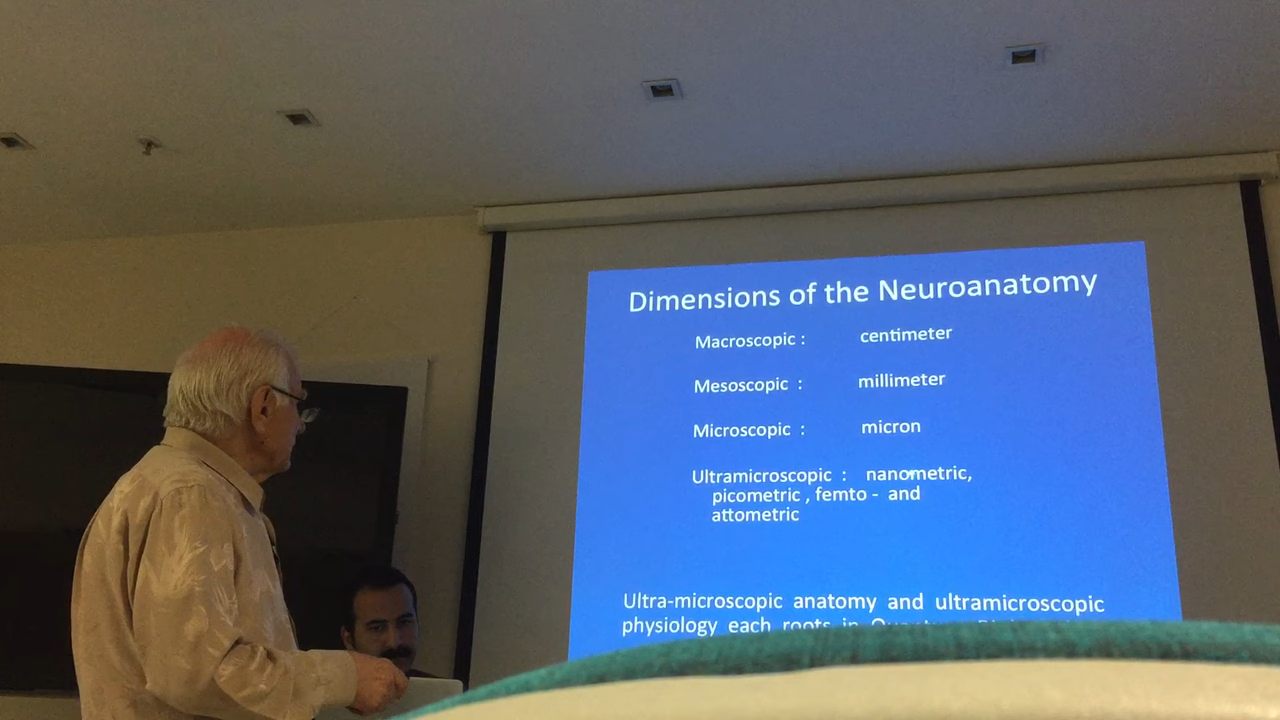 Dimensions of the Neuroanatomy
Macroscopic : centimeter
Mesoscopic : millimeter
Microscopic : micron
Ultramicroscopic : nanometric,
picometric , femto - and
attometric
Ultra-microscopic anatomy and ultramicroscopic
physiology each roots in